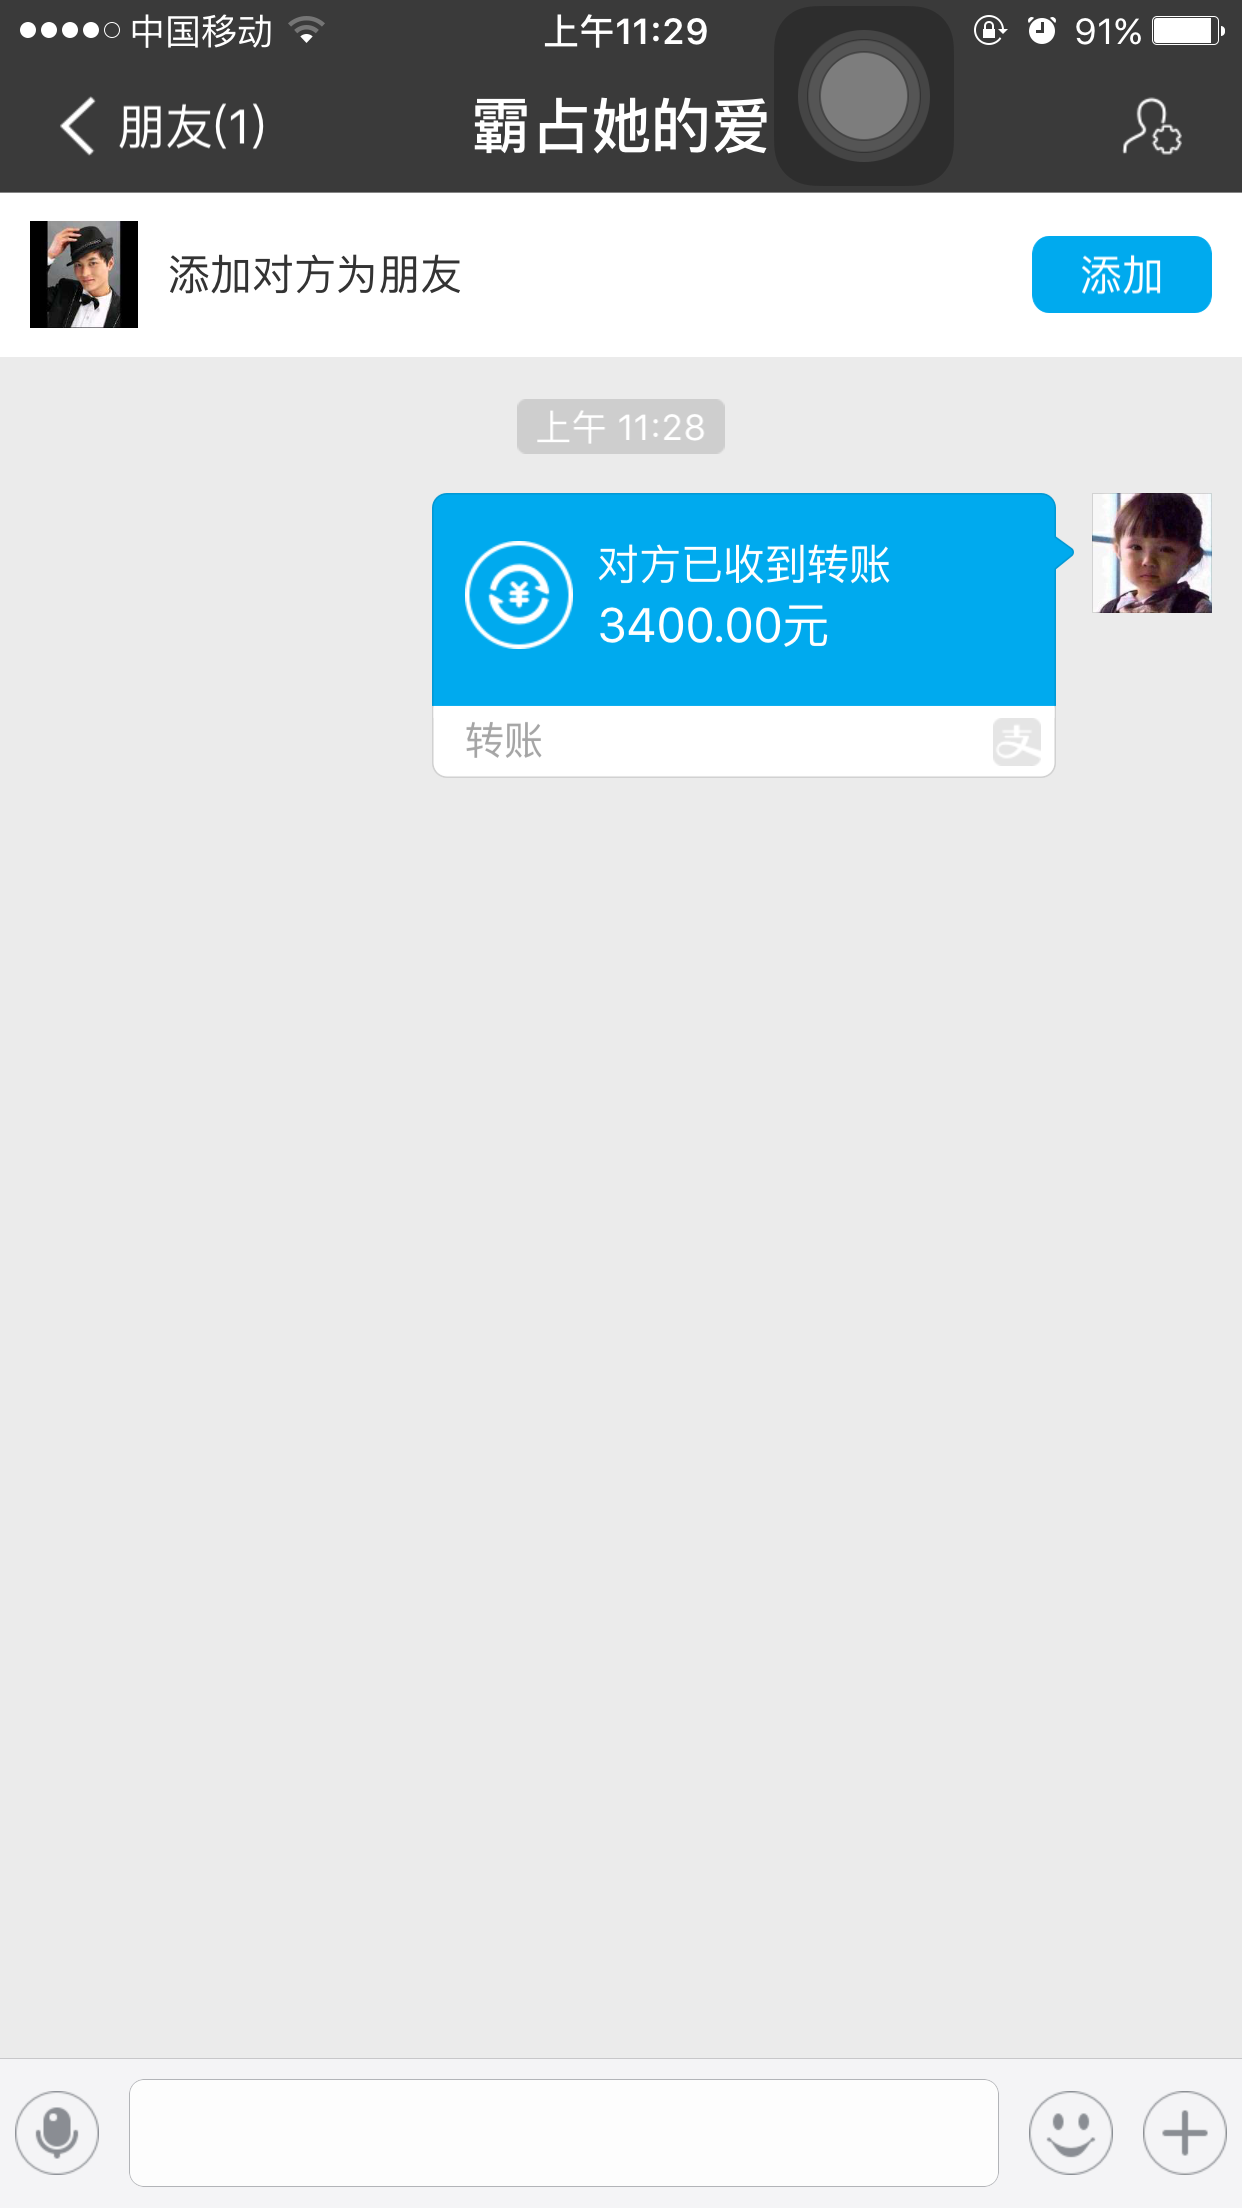 中国移动
上午11:29
91%
朋友(1)
霸占她的爱
添加对方为朋友
添加
上午 11:28
对方已收到转账
3400.00元
转账
支